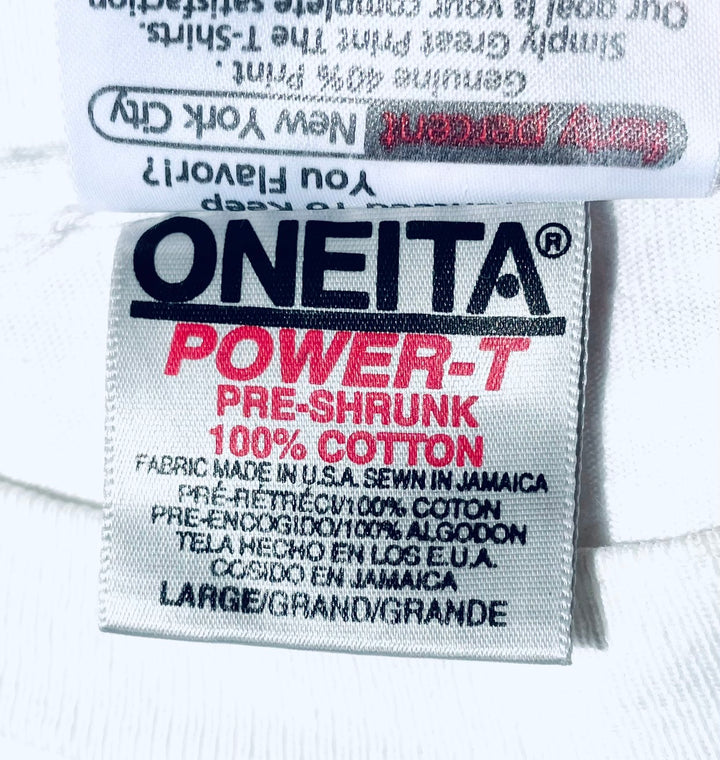 To Keep
You Flavor!?
forty percent New York City
Genuine 40% Print .
Simply Great Print The T-Shirts.
Our goal is your complete satisfaction
ONEITA®
POWER-T
PRE-SHRUNK
100% COTTON
FABRIC MADE IN U.S.A. SEWN IN JAMAICA
PRÉ-RÉTRÉCI/100% COTON
PRE-ENCOGIDO/100% ALGODON
TELA HECHO EN LOS E.U.A.
COSIDO EN JAMAICA
LARGE/GRAND/GRANDE